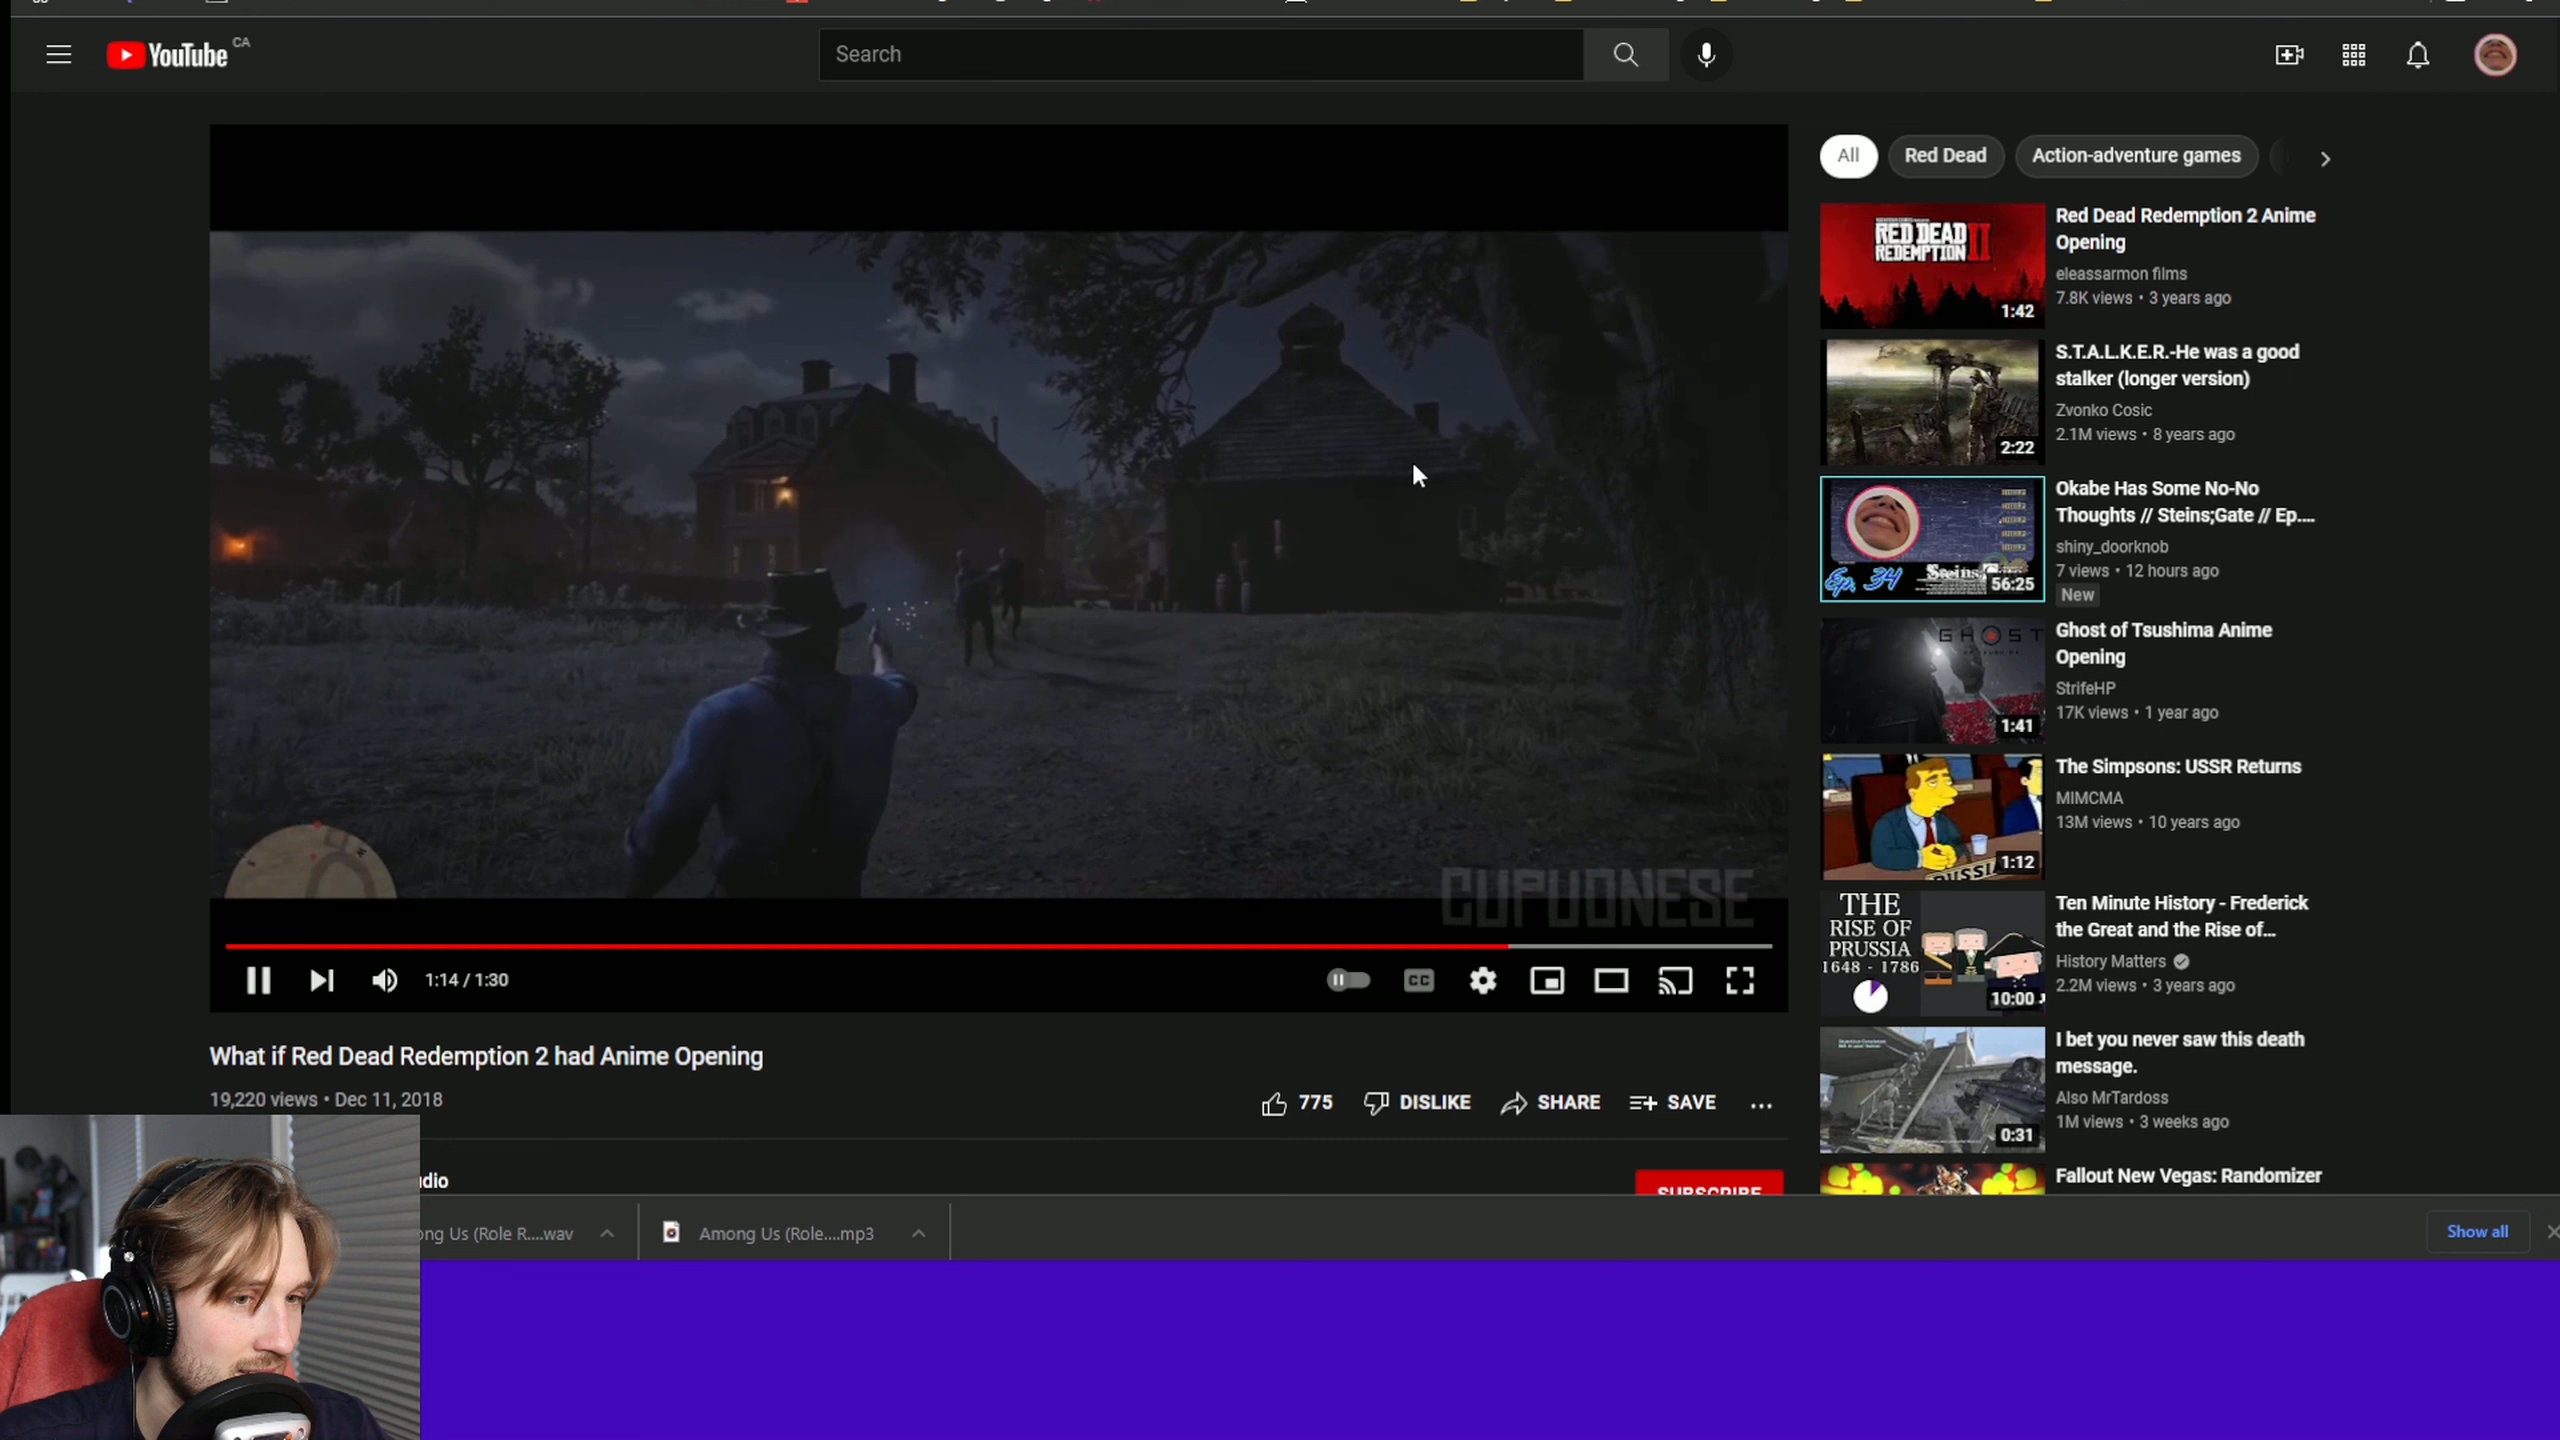 YouTube CA
Search
All
Red Dead
Action-adventure games
RED DEAD
REDEMPTION II
1:42
Red Dead Redemption 2 Anime
Opening
eleassarmon films
7.8K views • 3 years ago
2:22
S.T.A.L.K.E.R.-He was a good
stalker (longer version)
Zvonko Cosic
2.1M views • 8 years ago
Ep. 34
Steins;G
56:25
Okabe Has Some No-No
Thoughts // Steins;Gate // Ep....
shiny_doorknob
7 views • 12 hours ago
New
GHOST
1:41
Ghost of Tsushima Anime
Opening
StrifeHP
17K views • 1 year ago
1:12
The Simpsons: USSR Returns
MIMCMA
13M views • 10 years ago
THE
RISE OF
PRUSSIA
1648 - 1786
10:00
Ten Minute History - Frederick
the Great and the Rise of...
History Matters
2.2M views • 3 years ago
0:31
I bet you never saw this death
message.
Also MrTardoss
1M views • 3 weeks ago
Fallout New Vegas: Randomizer
CUPUONESE
1:14 / 1:30
CC
What if Red Dead Redemption 2 had Anime Opening
19,220 views • Dec 11, 2018
775
DISLIKE
SHARE
SAVE
dio
SUBSCRIBE
ong Us (Role R....wav
Among Us (Role....mp3
Show all